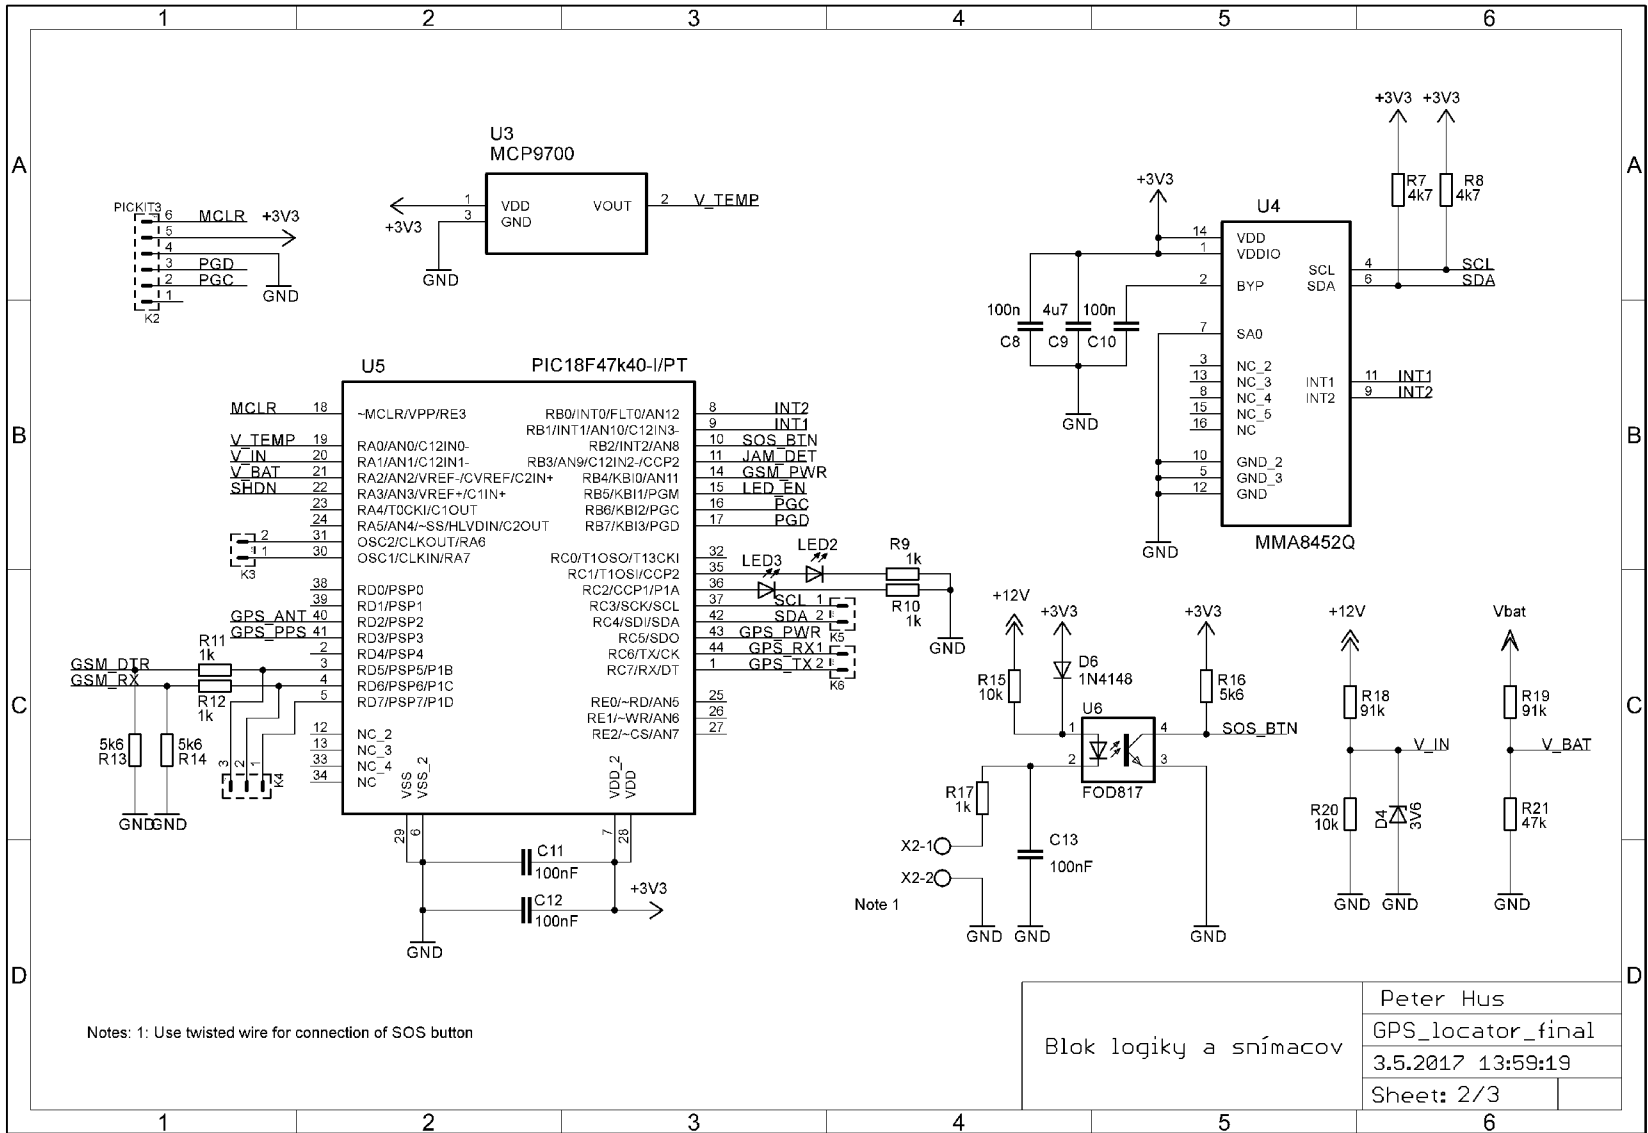 1 2 3 4 5 6
A A
B B
C C
D D
PICKIT3
6 MCLR +3V3
5
4
3 PGD
2 PGC
1
GND
K2
U3
MCP9700
1 VDD
3 GND
VOUT 2 V_TEMP
+3V3
GND
+3V3 +3V3
R7 4k7
R8 4k7
+3V3
U4
14 VDD
1 VDDIO
2 BYP
7 SA0
3 NC_2
13 NC_3
8 NC_4
15 NC_5
16 NC
10 GND_2
5 GND_3
12 GND
SCL 4 SCL
SDA 6 SDA
INT1 11 INT1
INT2 9 INT2
MMA8452Q
100n 4u7 100n
C8 C9 C10
GND
GND
U5 PIC18F47k40-I/PT
MCLR 18 ~MCLR/VPP/RE3
V_TEMP 19 RA0/AN0/C12IN0-
V_IN 20 RA1/AN1/C12IN1-
V_BAT 21 RA2/AN2/VREF-/CVREF/C2IN+
SHDN 22 RA3/AN3/VREF+/C1IN+
23 RA4/T0CKI/C1OUT
24 RA5/AN4/~SS/HLVDIN/C2OUT
2 31 OSC2/CLKOUT/RA6
1 30 OSC1/CLKIN/RA7
K3
38 RD0/PSP0
39 RD1/PSP1
GPS_ANT 40 RD2/PSP2
GPS_PPS 41 RD3/PSP3
2 RD4/PSP4
3 RD5/PSP5/P1B
4 RD6/PSP6/P1C
5 RD7/PSP7/P1D
12 NC_2
13 NC_3
33 NC_4
34 NC
VSS 29
VSS_2 6
VDD_2 7
VDD 28
RB0/INT0/FLT0/AN12 8 INT2
RB1/INT1/AN10/C12IN3- 9 INT1
RB2/INT2/AN8 10 SOS_BTN
RB3/AN9/C12IN2-/CCP2 11 JAM_DET
RB4/KBI0/AN11 14 GSM_PWR
RB5/KBI1/PGM 15 LED_EN
RB6/KBI2/PGC 16 PGC
RB7/KBI3/PGD 17 PGD
RC0/T1OSO/T13CKI 32
RC1/T1OSI/CCP2 35
RC2/CCP1/P1A 36
RC3/SCK/SCL 37 SCL 1
RC4/SDI/SDA 42 SDA 2
RC5/SDO 43 GPS_PWR
RC6/TX/CK 44 GPS_RX 1
RC7/RX/DT 1 GPS_TX 2
RE0/~RD/AN5 25
RE1/~WR/AN6 26
RE2/~CS/AN7 27
K5
K6
LED2
LED3
R9
1k
R10
1k
GND
GSM_DTR
GSM_RX
R11
1k
R12
1k
5k6
R13
5k6
R14
3 2 1
K4
GND GND
C11
100nF
C12
100nF
+3V3
GND
+12V
+3V3
+3V3
R15
10k
D6
1N4148
R16
5k6
U6
1
2
4
3
SOS_BTN
FOD817
R17
1k
X2-1
X2-2
C13
100nF
Note 1
GND GND
GND
+12V
R18
91k
V_IN
R20
10k
D4
3V6
GND GND
Vbat
R19
91k
V_BAT
R21
47k
GND
Notes: 1: Use twisted wire for connection of SOS button
Blok logiky a snímacov
Peter Hus
GPS_locator_final
3.5.2017 13:59:19
Sheet: 2/3
1 2 3 4 5 6